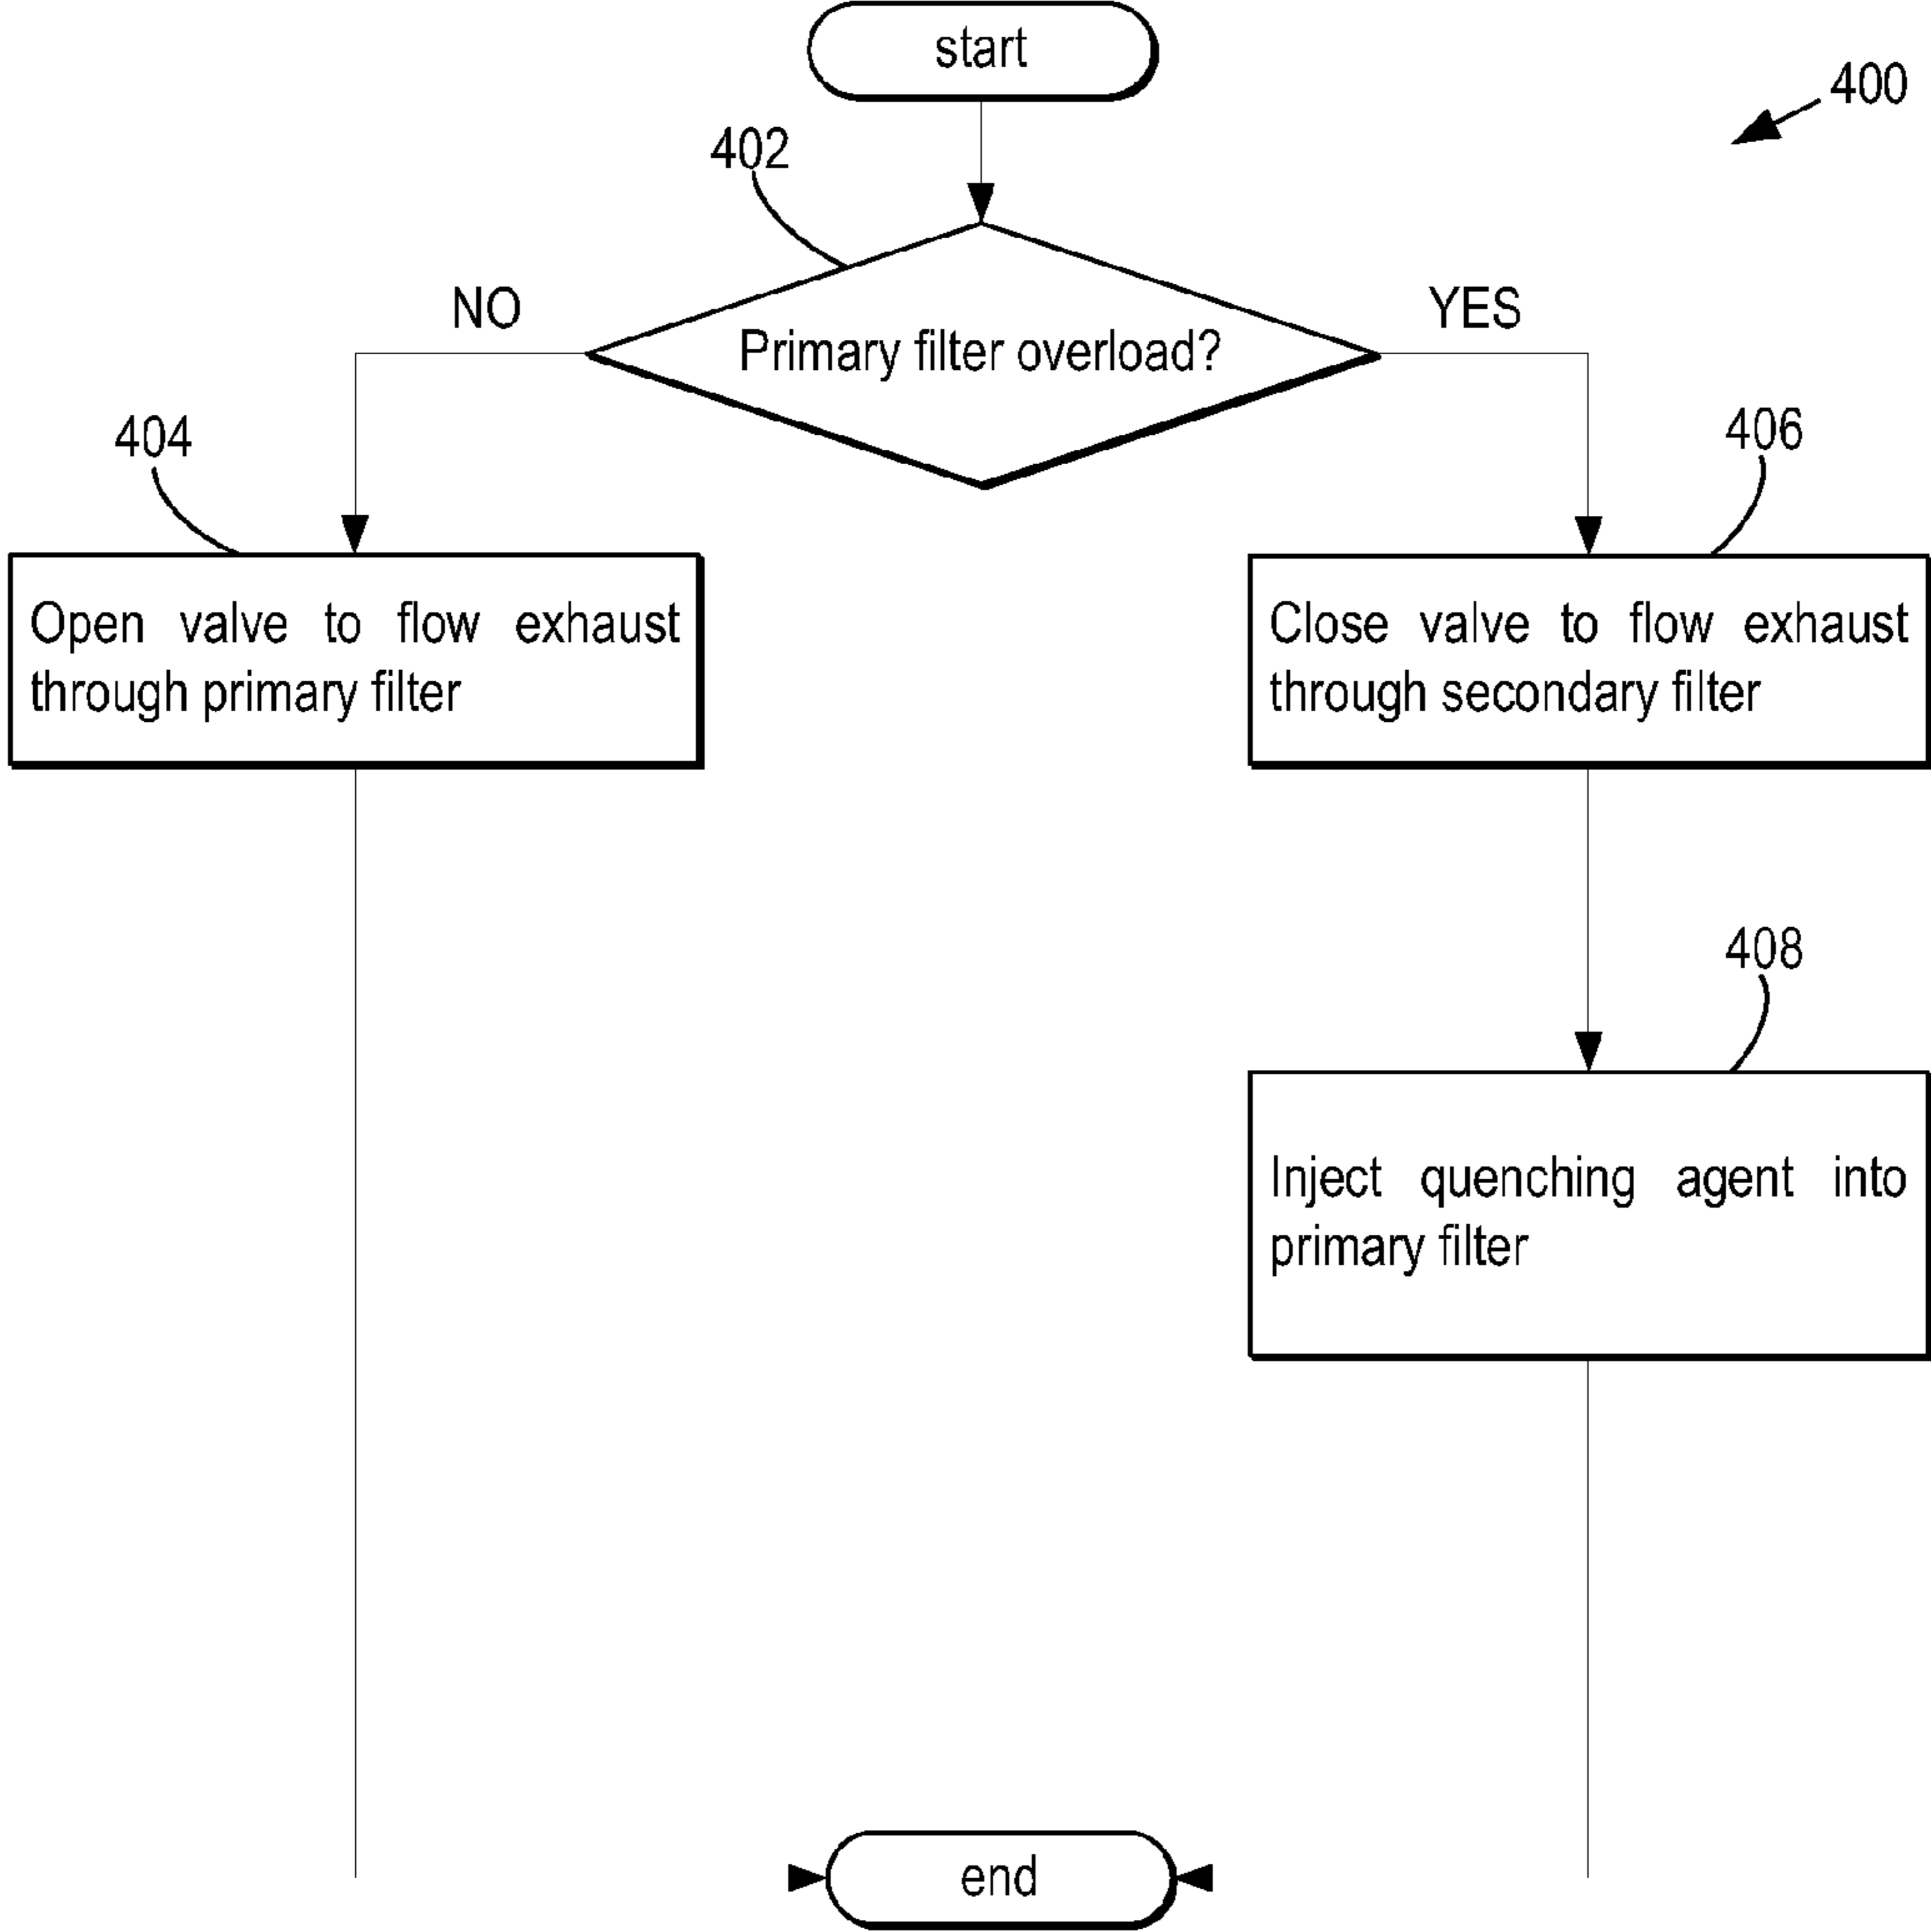 start
400
402
NO
YES
Primary filter overload?
404
406
Open valve to flow exhaust
through primary filter
Close valve to flow exhaust
through secondary filter
408
Inject quenching agent into
primary filter
end